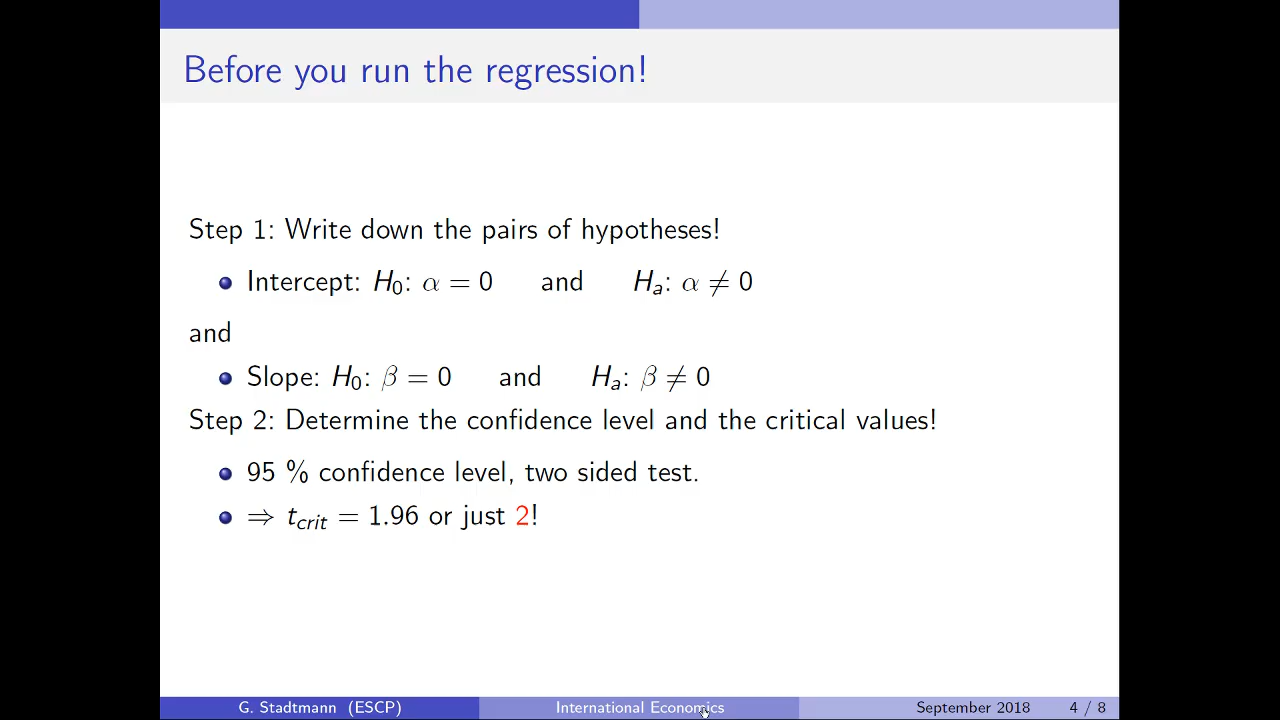 Before you run the regression!
Step 1: Write down the pairs of hypotheses!
Intercept: H₀: α = 0 and Hₐ: α ≠ 0
and
Slope: H₀: β = 0 and Hₐ: β ≠ 0
Step 2: Determine the confidence level and the critical values!
95 % confidence level, two sided test.
⇒ t_crit = 1.96 or just 2!
G. Stadtmann (ESCP) International Economics September 2018 4 / 8